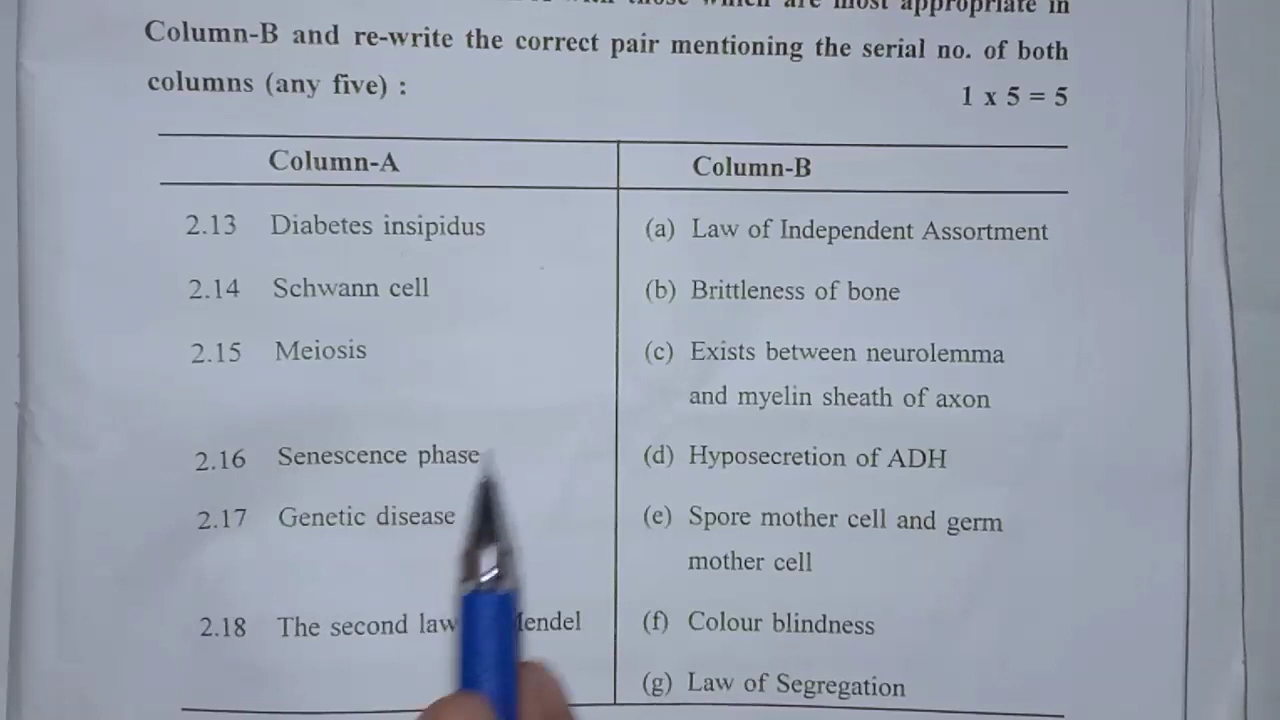 most appropriate in
Column-B and re-write the correct pair mentioning the serial no. of both
columns (any five) : 1 x 5 = 5
Column-A Column-B
2.13 Diabetes insipidus (a) Law of Independent Assortment
2.14 Schwann cell (b) Brittleness of bone
2.15 Meiosis (c) Exists between neurolemma
and myelin sheath of axon
2.16 Senescence phase (d) Hyposecretion of ADH
2.17 Genetic disease (e) Spore mother cell and germ
mother cell
2.18 The second law (f) Colour blindness
(g) Law of Segregation